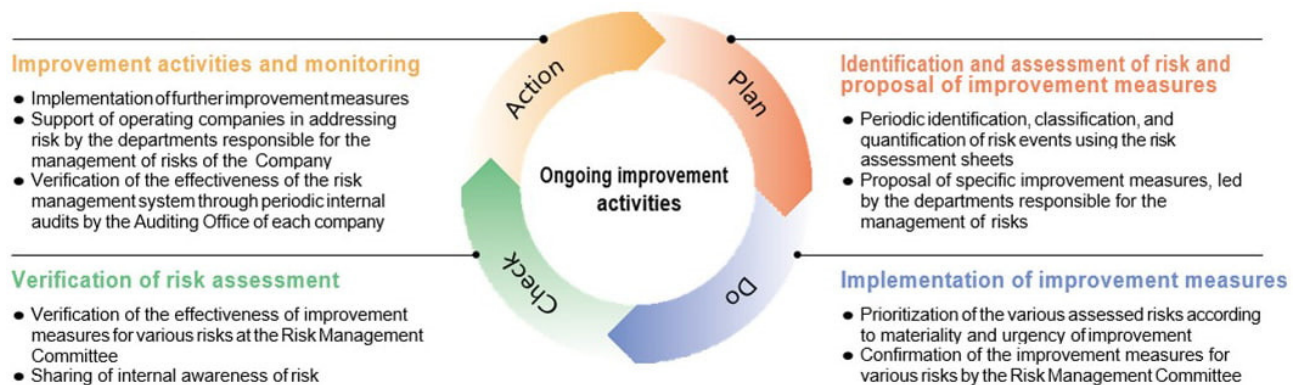 Improvement activities and monitoring
● Implementation of further improvement measures
● Support of operating companies in addressing
risk by the departments responsible for the
management of risks of the Company
● Verification of the effectiveness of the risk
management system through periodic internal
audits by the Auditing Office of each company
Action
Plan
Identification and assessment of risk and
proposal of improvement measures
● Periodic identification, classification, and
quantification of risk events using the risk
assessment sheets
● Proposal of specific improvement measures, led
by the departments responsible for the
management of risks
Ongoing improvement
activities
Verification of risk assessment
● Verification of the effectiveness of improvement
measures for various risks at the Risk Management
Committee
● Sharing of internal awareness of risk
Check
Do
Implementation of improvement measures
● Prioritization of the various assessed risks according
to materiality and urgency of improvement
● Confirmation of the improvement measures for
various risks by the Risk Management Committee